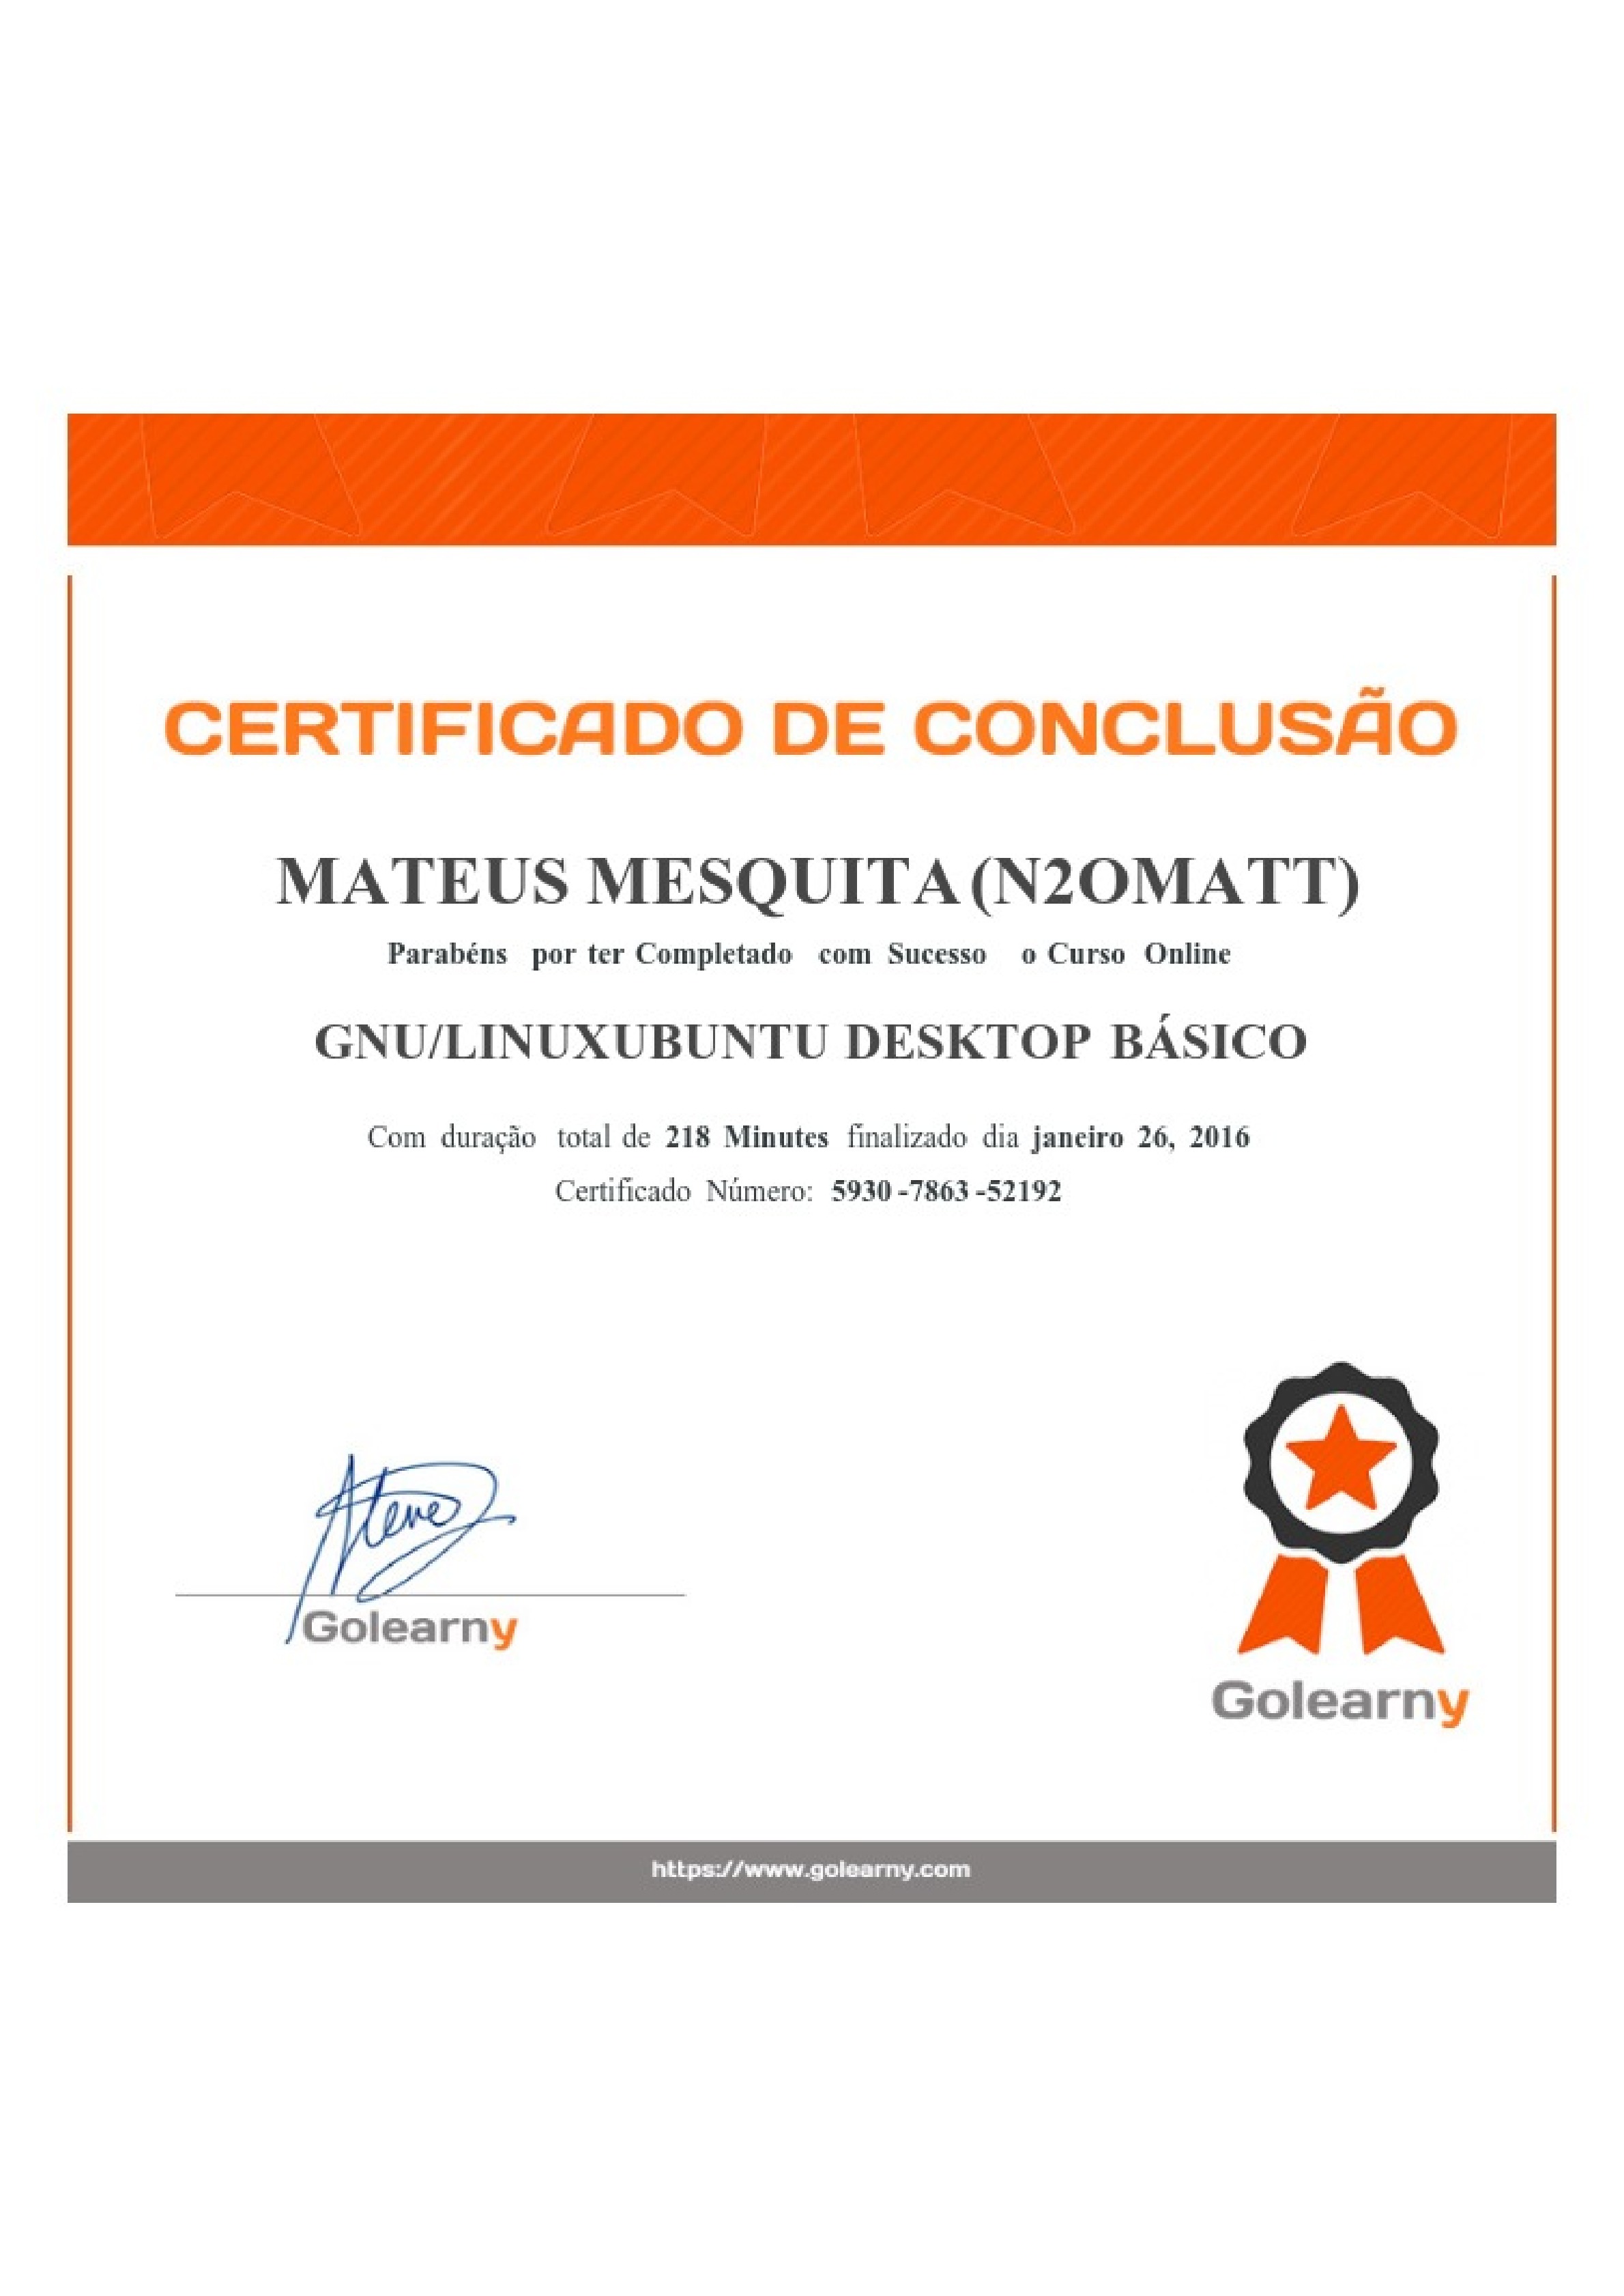 CERTIFICADO DE CONCLUSÃO
MATEUS MESQUITA (N2OMATT)
Parabéns por ter Completado com Sucesso o Curso Online
GNU/LINUXUBUNTU DESKTOP BÁSICO
Com duração total de 218 Minutes finalizado dia janeiro 26, 2016
Certificado Número: 5930-7863-52192
Golearny
Golearny
https://www.golearny.com